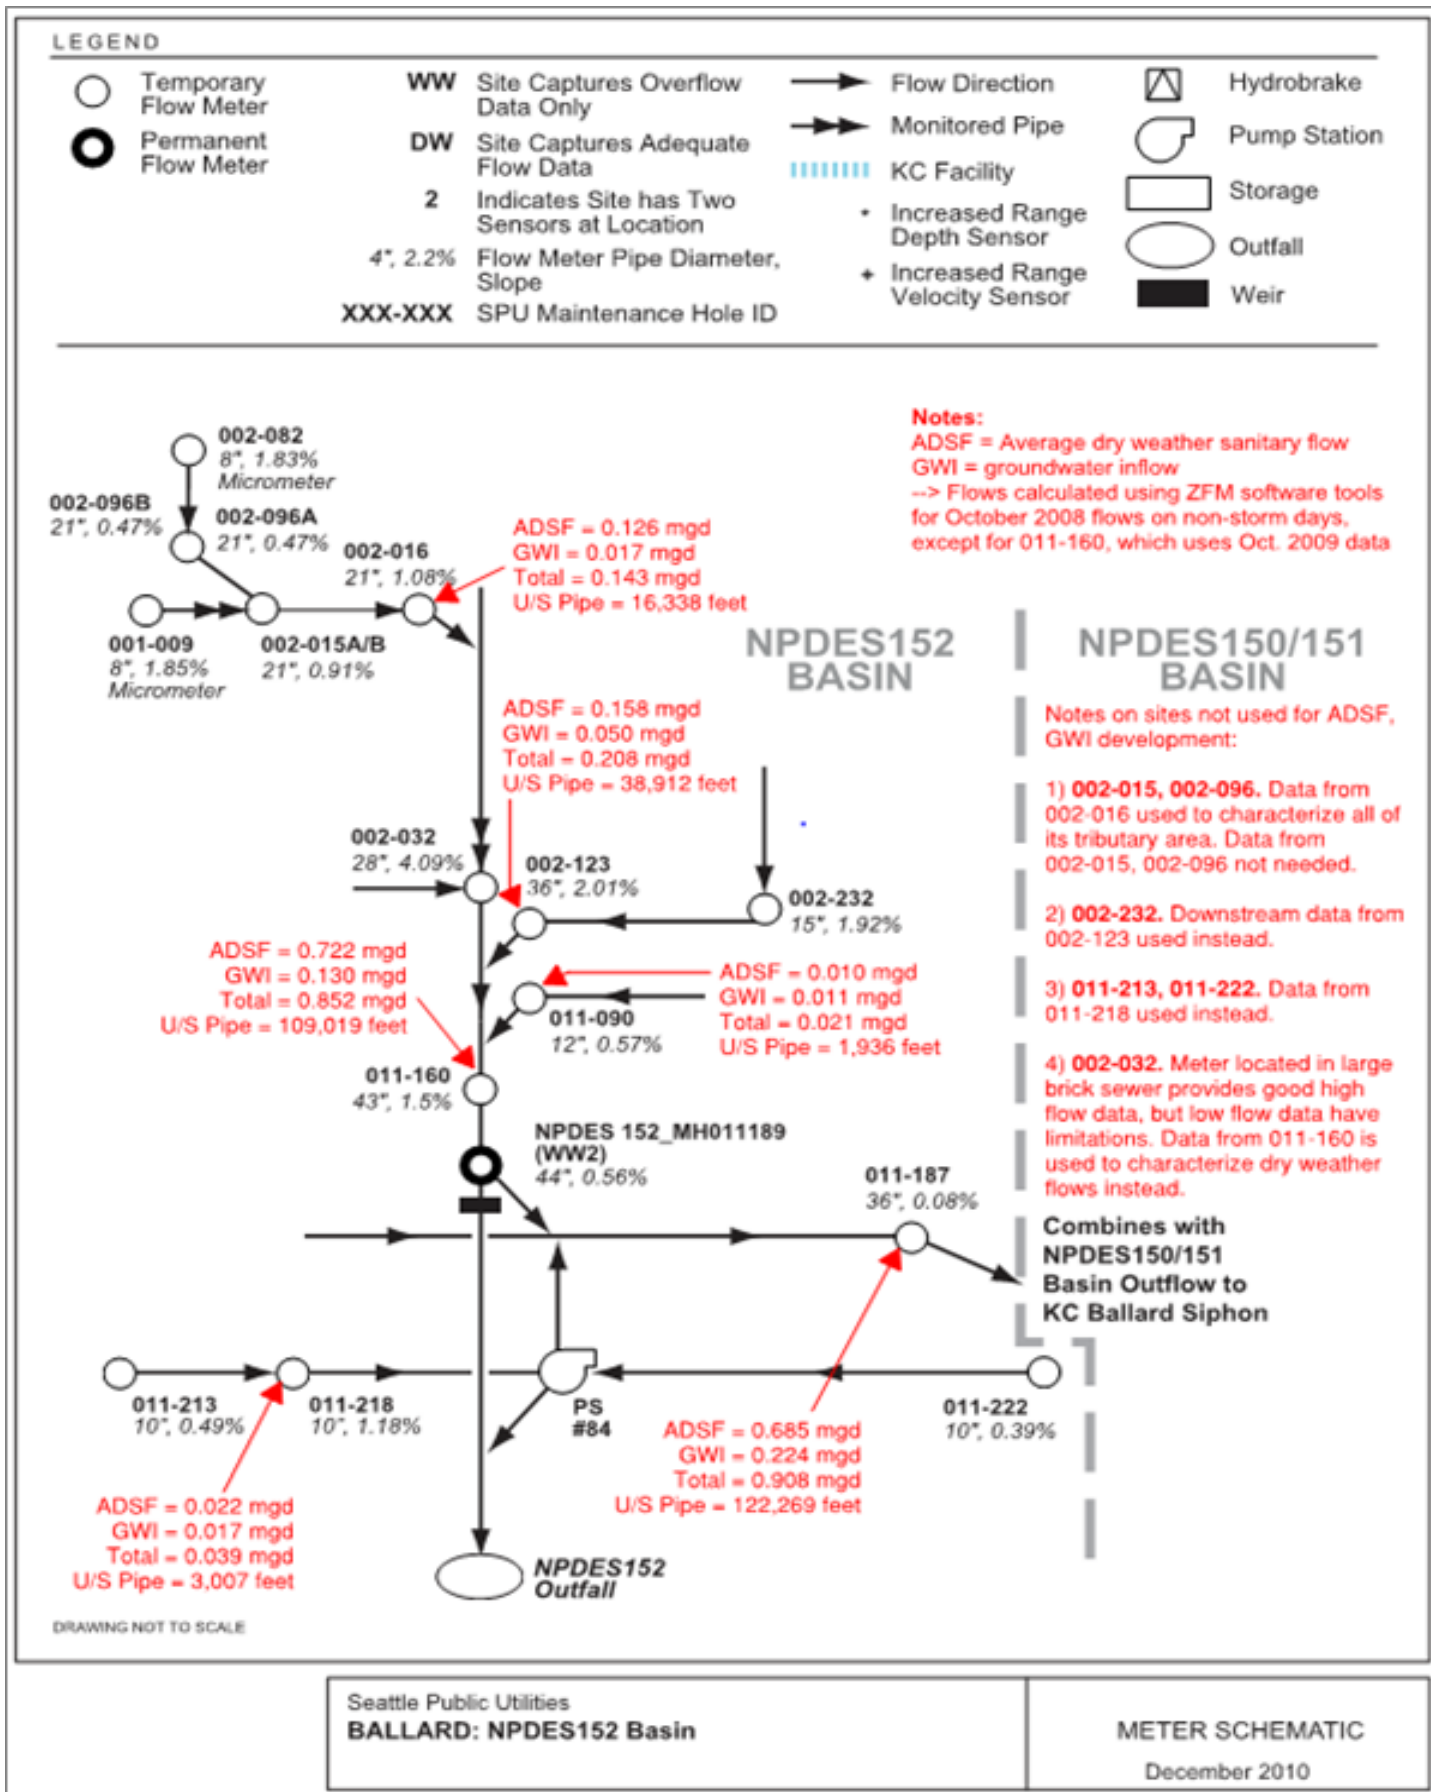 LEGEND
Temporary
Flow Meter
Permanent
Flow Meter
WW Site Captures Overflow
Data Only
DW Site Captures Adequate
Flow Data
2 Indicates Site has Two
Sensors at Location
4", 2.2% Flow Meter Pipe Diameter,
Slope
XXX-XXX SPU Maintenance Hole ID
Flow Direction
Monitored Pipe
KC Facility
* Increased Range
Depth Sensor
+ Increased Range
Velocity Sensor
Hydrobrake
Pump Station
Storage
Outfall
Weir
Notes:
ADSF = Average dry weather sanitary flow
GWI = groundwater inflow
--> Flows calculated using ZFM software tools
for October 2008 flows on non-storm days,
except for 011-160, which uses Oct. 2009 data
002-082
8", 1.83%
Micrometer
002-096B
21", 0.47%
002-096A
21", 0.47%
002-016
21", 1.08%
ADSF = 0.126 mgd
GWI = 0.017 mgd
Total = 0.143 mgd
U/S Pipe = 16,338 feet
001-009
8", 1.85%
Micrometer
002-015A/B
21", 0.91%
NPDES152
BASIN
NPDES150/151
BASIN
ADSF = 0.158 mgd
GWI = 0.050 mgd
Total = 0.208 mgd
U/S Pipe = 38,912 feet
Notes on sites not used for ADSF,
GWI development:
1) 002-015, 002-096. Data from
002-016 used to characterize all of
its tributary area. Data from
002-015, 002-096 not needed.
2) 002-232. Downstream data from
002-123 used instead.
3) 011-213, 011-222. Data from
011-218 used instead.
4) 002-032. Meter located in large
brick sewer provides good high
flow data, but low flow data have
limitations. Data from 011-160 is
used to characterize dry weather
flows instead.
002-032
28", 4.09%
002-123
36", 2.01%
002-232
15", 1.92%
ADSF = 0.722 mgd
GWI = 0.130 mgd
Total = 0.852 mgd
U/S Pipe = 109,019 feet
ADSF = 0.010 mgd
GWI = 0.011 mgd
Total = 0.021 mgd
U/S Pipe = 1,936 feet
011-090
12", 0.57%
011-160
43", 1.5%
NPDES 152_MH011189
(WW2)
44", 0.56%
011-187
36", 0.08%
Combines with
NPDES150/151
Basin Outflow to
KC Ballard Siphon
011-213
10", 0.49%
011-218
10", 1.18%
PS
#84
011-222
10", 0.39%
ADSF = 0.685 mgd
GWI = 0.224 mgd
Total = 0.908 mgd
U/S Pipe = 122,269 feet
ADSF = 0.022 mgd
GWI = 0.017 mgd
Total = 0.039 mgd
U/S Pipe = 3,007 feet
NPDES152
Outfall
DRAWING NOT TO SCALE
Seattle Public Utilities
BALLARD: NPDES152 Basin
METER SCHEMATIC
December 2010